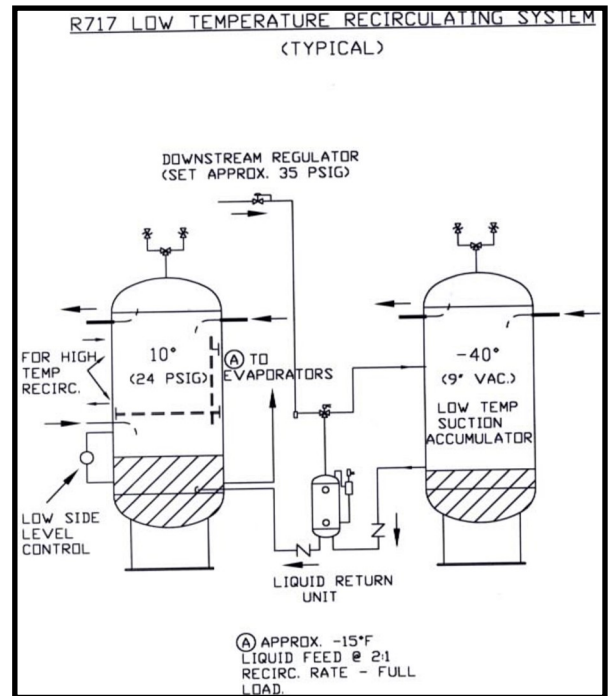 R717 LOW TEMPERATURE RECIRCULATING SYSTEM
(TYPICAL)
DOWNSTREAM REGULATOR
(SET APPROX. 35 PSIG)
10°
(24 PSIG)
FOR HIGH
TEMP
RECIRC.
Ⓐ TO
EVAPORATORS
-40°
(9" VAC.)
LOW TEMP
SUCTION
ACCUMULATOR
LOW SIDE
LEVEL
CONTROL
LIQUID RETURN
UNIT
Ⓐ APPROX. -15°F
LIQUID FEED @ 2:1
RECIRC. RATE - FULL
LOAD.